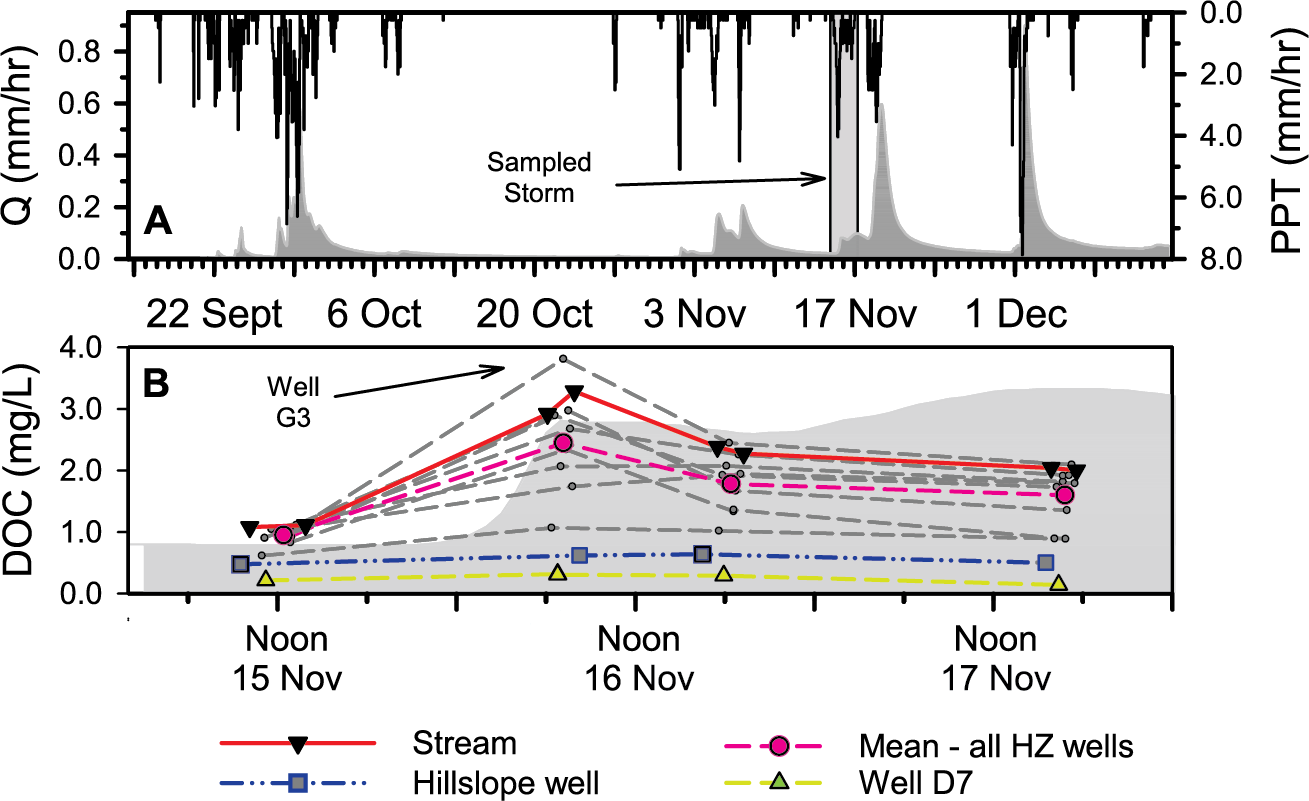 0.0
0.8
2.0
0.6
4.0
0.4
6.0
0.2
8.0
0.0
Q (mm/hr)
PPT (mm/hr)
Sampled
Storm
A
22 Sept 6 Oct 20 Oct 3 Nov 17 Nov 1 Dec
4.0
3.0
2.0
1.0
0.0
DOC (mg/L)
B
Well
G3
Noon Noon Noon
15 Nov 16 Nov 17 Nov
Stream Mean - all HZ wells
Hillslope well Well D7